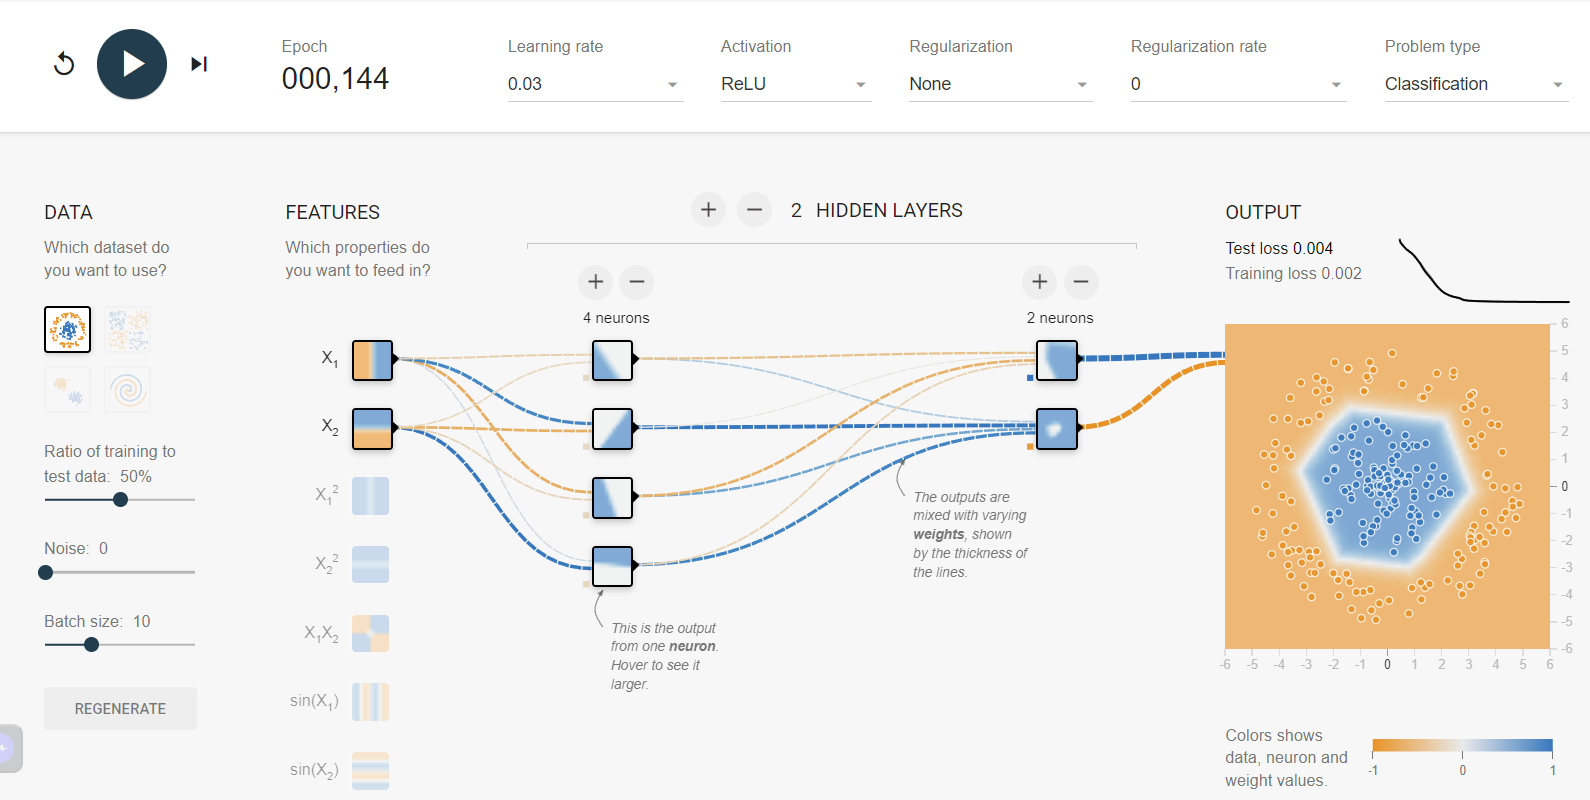 Epoch
000,144
Learning rate
0.03
Activation
ReLU
Regularization
None
Regularization rate
0
Problem type
Classification
DATA
Which dataset do
you want to use?
Ratio of training to
test data: 50%
Noise: 0
Batch size: 10
REGENERATE
FEATURES
Which properties do
you want to feed in?
X1
X2
X1²
X2²
X1X2
sin(X1)
sin(X2)
2 HIDDEN LAYERS
4 neurons
2 neurons
This is the output
from one neuron.
Hover to see it
larger.
The outputs are
mixed with varying
weights, shown
by the thickness of
the lines.
OUTPUT
Test loss 0.004
Training loss 0.002
6
5
4
3
2
1
0
-1
-2
-3
-4
-5
-6
-6 -5 -4 -3 -2 -1 0 1 2 3 4 5 6
Colors shows
data, neuron and
weight values.
-1 0 1